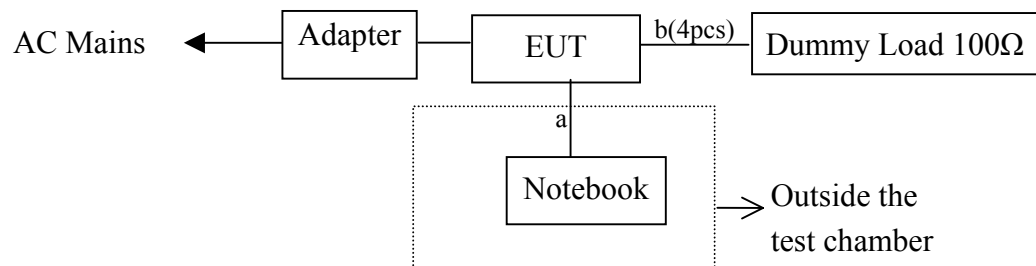 AC Mains
Adapter
EUT
b(4pcs)
Dummy Load 100Ω
a
Notebook
Outside the
test chamber